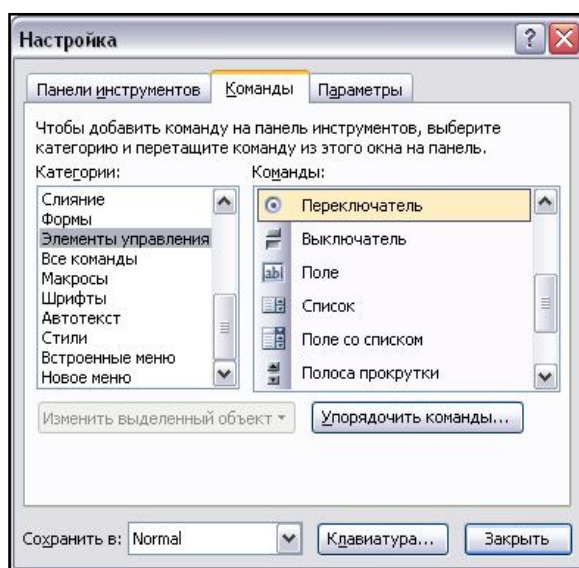 Настройка
Панели инструментов
Команды
Параметры
Чтобы добавить команду на панель инструментов, выберите
категорию и перетащите команду из этого окна на панель.
Категории:
Команды:
Слияние
Формы
Элементы управления
Все команды
Макросы
Шрифты
Автотекст
Стили
Встроенные меню
Новое меню
Переключатель
Выключатель
Поле
Список
Поле со списком
Полоса прокрутки
Изменить выделенный объект
Упорядочить команды...
Сохранить в:
Normal
Клавиатура...
Закрыть